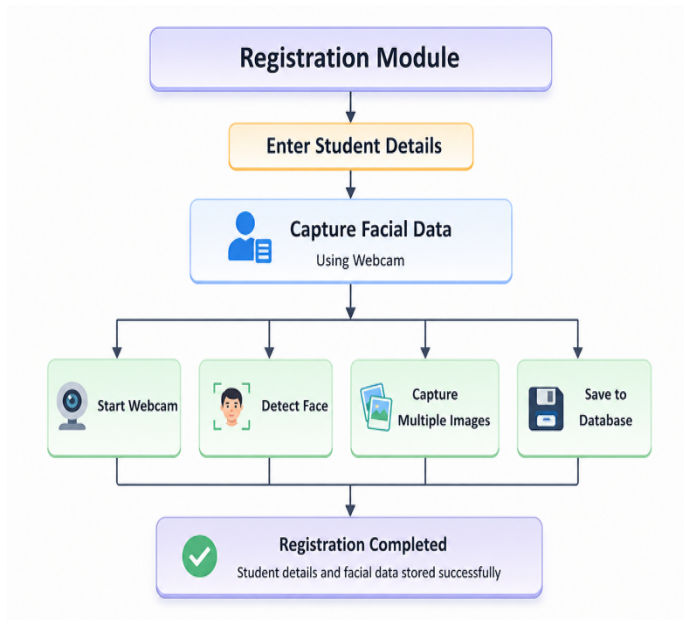 Registration Module
Enter Student Details
Capture Facial Data
Using Webcam
Start Webcam
Detect Face
Capture
Multiple Images
Save to
Database
Registration Completed
Student details and facial data stored successfully